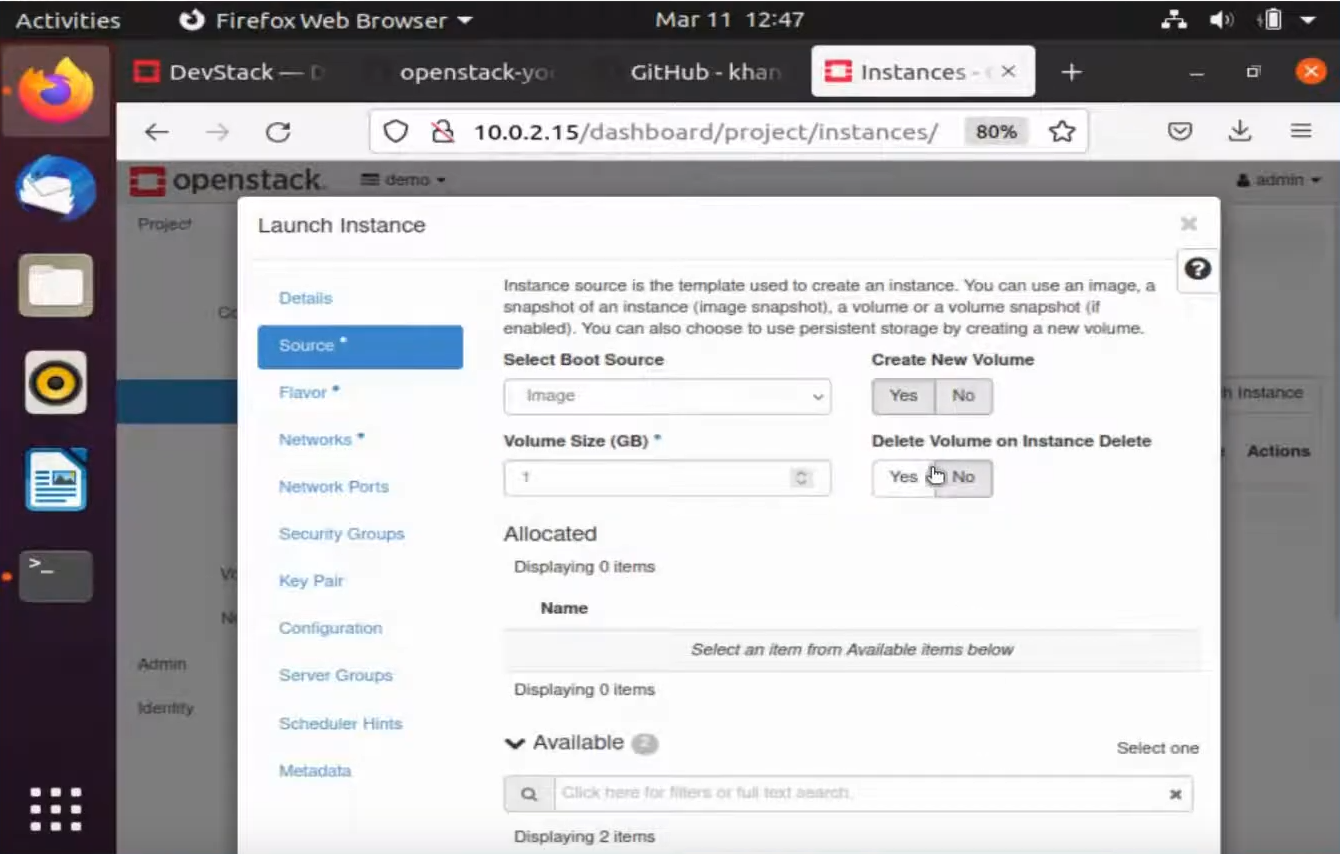 Activities Firefox Web Browser Mar 11 12:47
DevStack — D openstack-yo GitHub - khan Instances -
10.0.2.15/dashboard/project/instances/ 80%
openstack. demo admin
Project
Launch Instance
Details
Source *
Flavor *
Networks *
Network Ports
Security Groups
Key Pair
Configuration
Server Groups
Scheduler Hints
Metadata
Instance source is the template used to create an instance. You can use an image, a
snapshot of an instance (image snapshot), a volume or a volume snapshot (if
enabled). You can also choose to use persistent storage by creating a new volume.
Select Boot Source Create New Volume
Image Yes No
Volume Size (GB) * Delete Volume on Instance Delete
1 Yes No
Allocated
Displaying 0 items
Name
Select an item from Available items below
Displaying 0 items
Available 2 Select one
Click here for filters or full text search.
Displaying 2 items
Co
Vo
Ne
Admin
Identity
h Instance
Actions